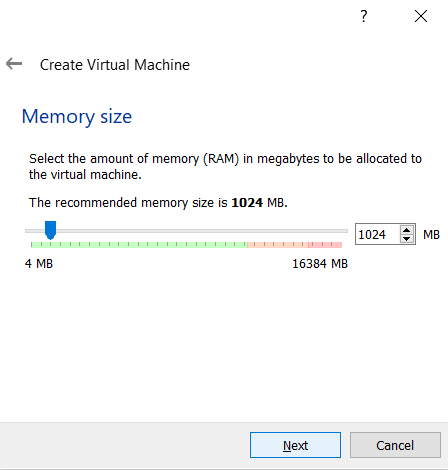 ?
Create Virtual Machine
Memory size
Select the amount of memory (RAM) in megabytes to be allocated to
the virtual machine.
The recommended memory size is 1024 MB.
1024 MB
4 MB 16384 MB
Next Cancel